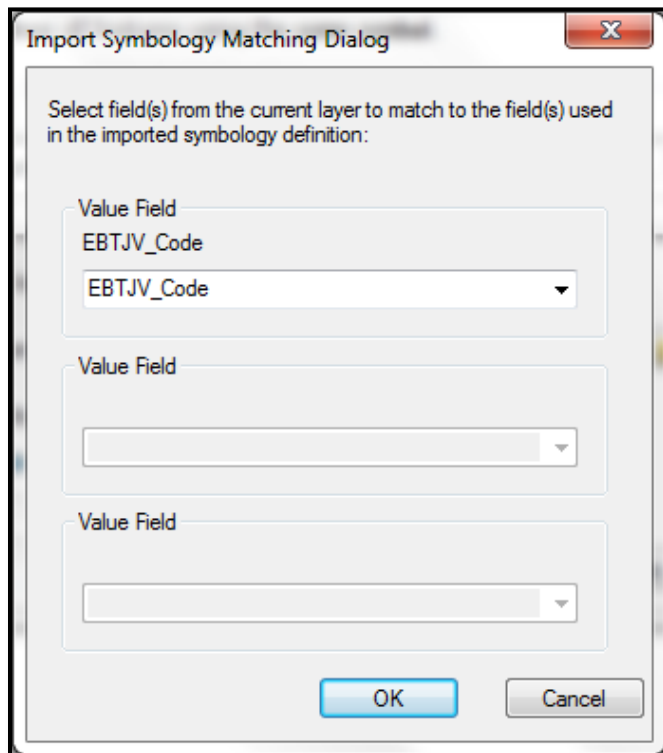 Import Symbology Matching Dialog
Select field(s) from the current layer to match to the field(s) used
in the imported symbology definition:
Value Field
EBTJV_Code
EBTJV_Code
Value Field
Value Field
OK
Cancel